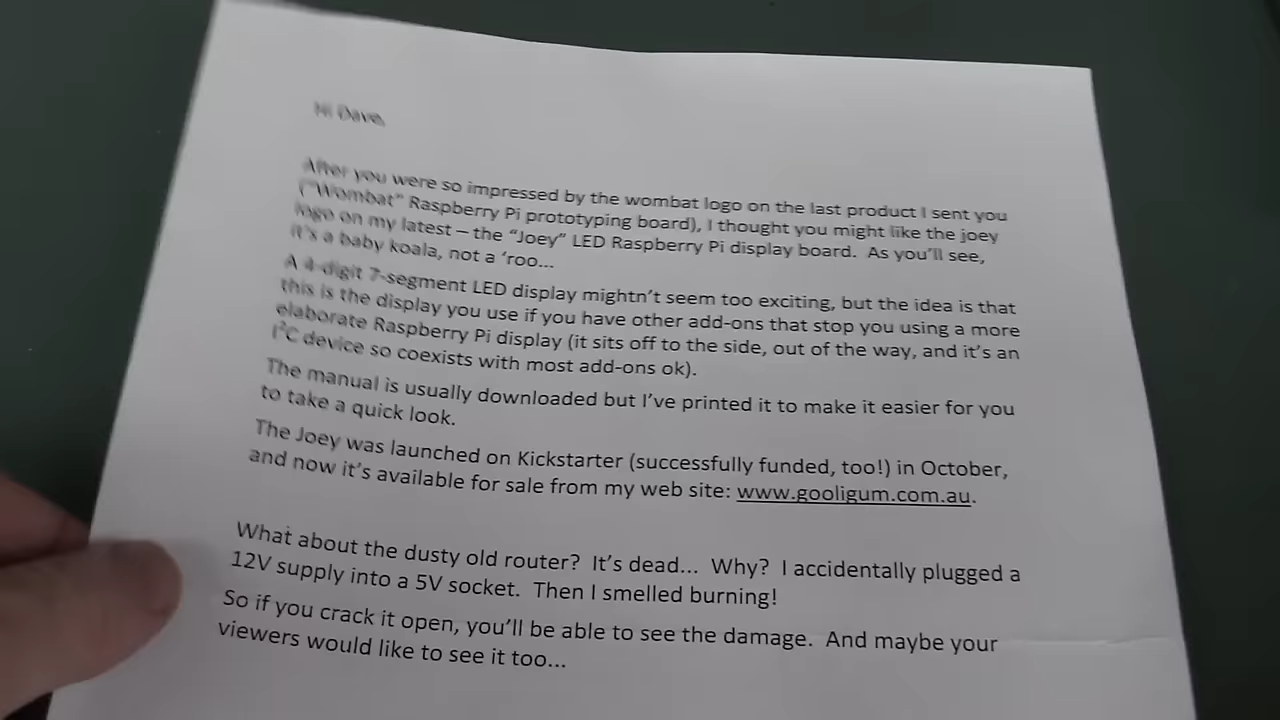 Hi Dave,
After you were so impressed by the wombat logo on the last product I sent you
("Wombat" Raspberry Pi prototyping board), I thought you might like the joey
logo on my latest – the "Joey" LED Raspberry Pi display board.  As you'll see,
it's a baby koala, not a 'roo...
A 4-digit 7-segment LED display mightn't seem too exciting, but the idea is that
this is the display you use if you have other add-ons that stop you using a more
elaborate Raspberry Pi display (it sits off to the side, out of the way, and it's an
I²C device so coexists with most add-ons ok).
The manual is usually downloaded but I've printed it to make it easier for you
to take a quick look.
The Joey was launched on Kickstarter (successfully funded, too!) in October,
and now it's available for sale from my web site: www.gooligum.com.au.
What about the dusty old router?  It's dead...  Why?  I accidentally plugged a
12V supply into a 5V socket.  Then I smelled burning!
So if you crack it open, you'll be able to see the damage.  And maybe your
viewers would like to see it too...